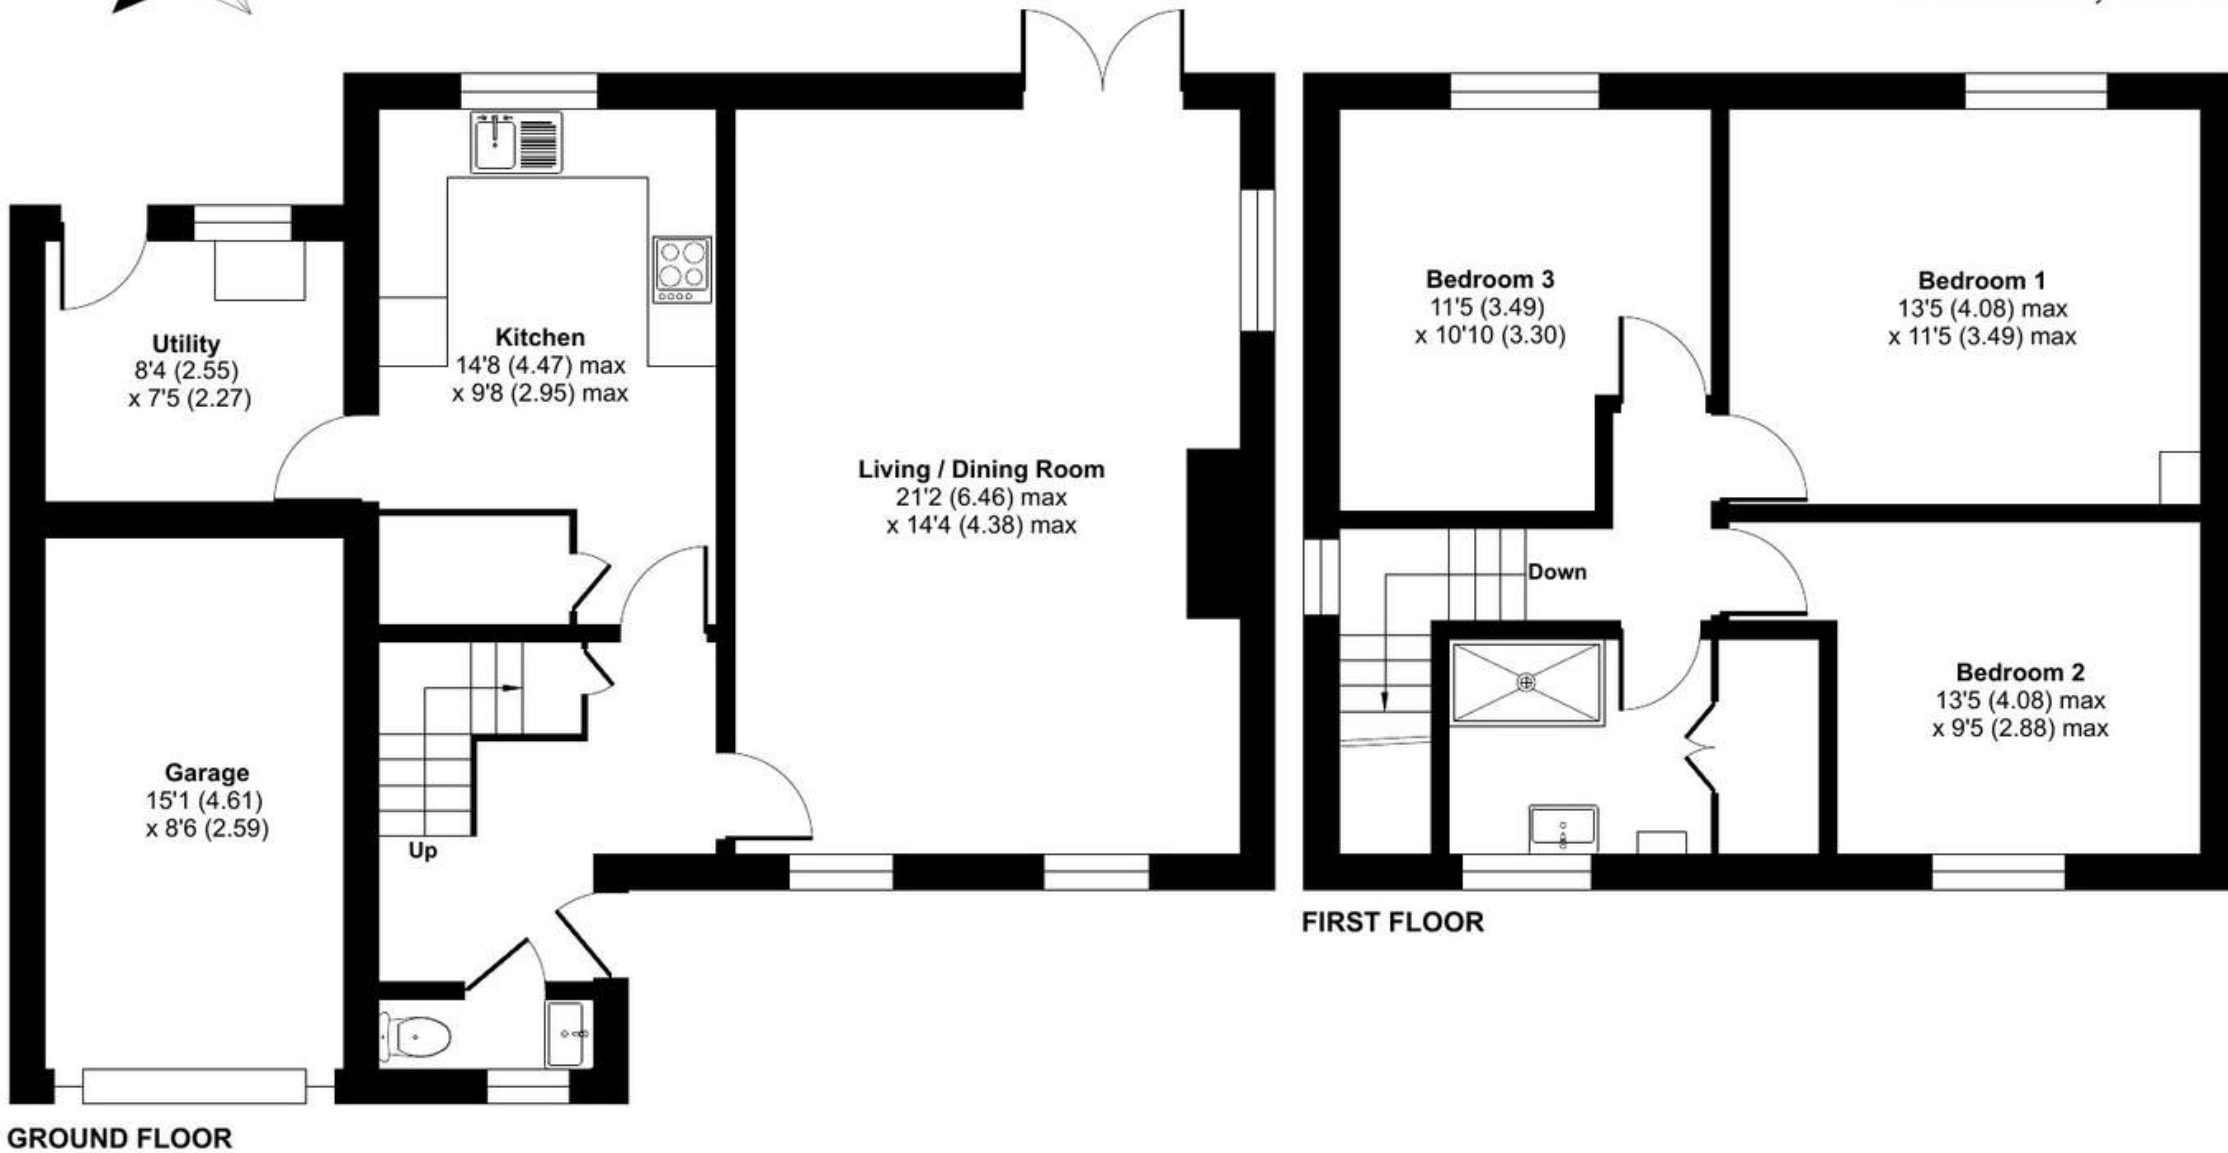 Utility
8'4 (2.55)
x 7'5 (2.27)
Kitchen
14'8 (4.47) max
x 9'8 (2.95) max
Living / Dining Room
21'2 (6.46) max
x 14'4 (4.38) max
Garage
15'1 (4.61)
x 8'6 (2.59)
Up
GROUND FLOOR
Bedroom 3
11'5 (3.49)
x 10'10 (3.30)
Bedroom 1
13'5 (4.08) max
x 11'5 (3.49) max
Down
Bedroom 2
13'5 (4.08) max
x 9'5 (2.88) max
FIRST FLOOR